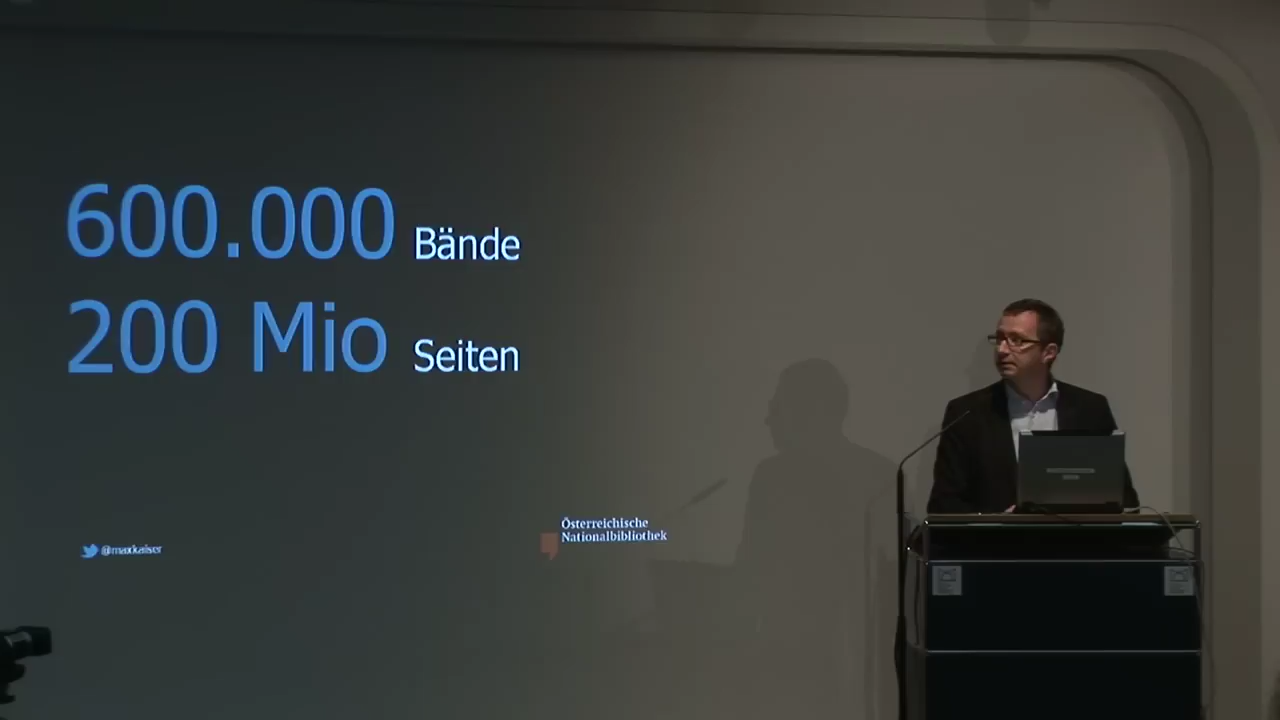 600.000 Bände
200 Mio Seiten
@maxkaiser
Österreichische
Nationalbibliothek